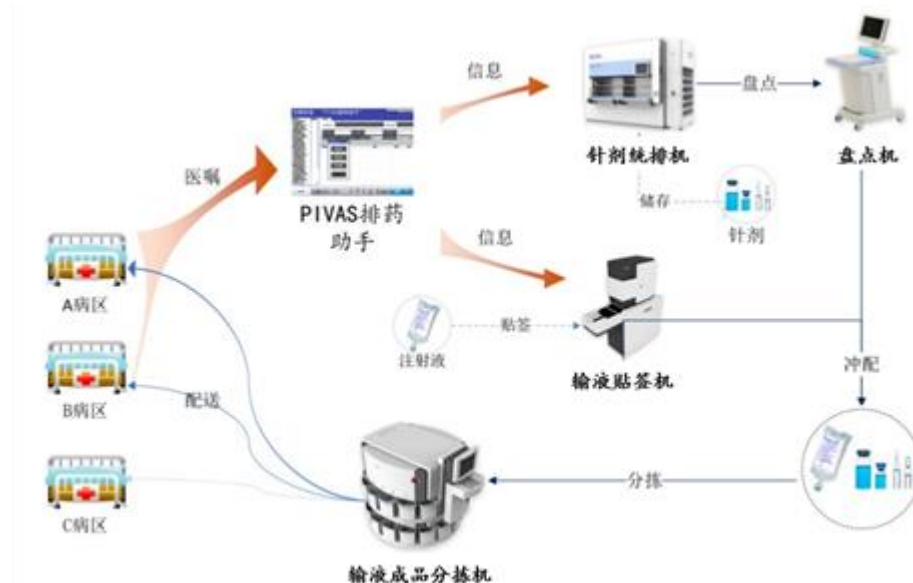 信息
盘点
针剂统排机
盘点机
医嘱
PIVAS排药
助手
储存
针剂
信息
A病区
贴签
注射液
输液贴签机
冲配
B病区
配送
分拣
C病区
输液成品分拣机